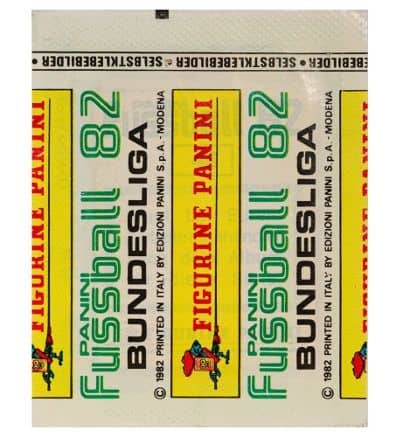 SELBSTKLEBEBILDER • SELBSTKLEBEBILDER • SELBSTKLEBEBILDER
FIGURINE PANINI
PANINI
Fussball 82
BUNDESLIGA
© 1982 PRINTED IN ITALY BY EDIZIONI PANINI S.p.A. - MODENA
FIGURINE PANINI
PANINI
Fussball 82
BUNDESLIGA
© 1982 PRINTED IN ITALY BY EDIZIONI PANINI S.p.A. - MODENA
FIGURINE PANINI